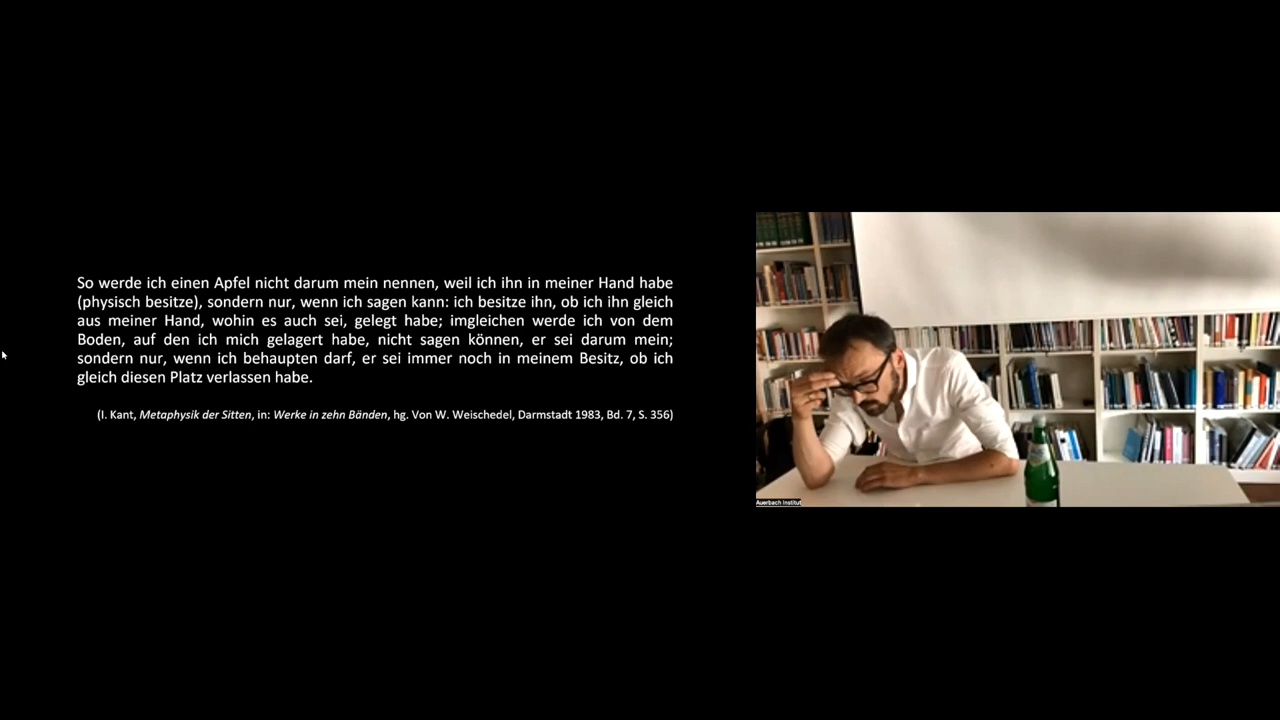 So werde ich einen Apfel nicht darum mein nennen, weil ich ihn in meiner Hand habe
(physisch besitze), sondern nur, wenn ich sagen kann: ich besitze ihn, ob ich ihn gleich
aus meiner Hand, wohin es auch sei, gelegt habe; imgleichen werde ich von dem
Boden, auf den ich mich gelagert habe, nicht sagen können, er sei darum mein;
sondern nur, wenn ich behaupten darf, er sei immer noch in meinem Besitz, ob ich
gleich diesen Platz verlassen habe.
(I. Kant, Metaphysik der Sitten, in: Werke in zehn Bänden, hg. Von W. Weischedel, Darmstadt 1983, Bd. 7, S. 356)
Auerbach Institut